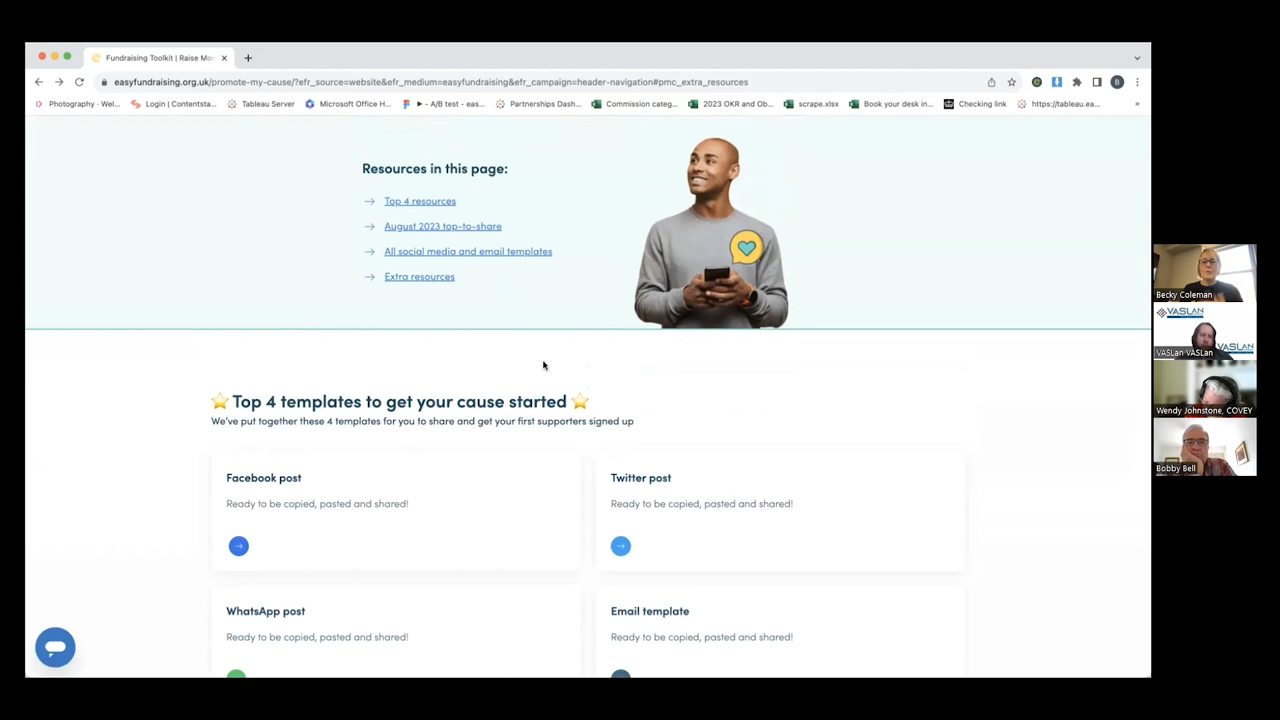 Fundraising Toolkit | Raise Mo
easyfundraising.org.uk/promote-my-cause/?efr_source=website&efr_medium=easyfundraising&efr_campaign=header-navigation#pmc_extra_resources
Photography - Wel...
Login | Contentsta...
Tableau Server
Microsoft Office H...
- A/B test - eas...
Partnerships Dash...
Commission categ...
2023 OKR and Ob...
scrape.xlsx
Book your desk in...
Checking link
https://tableau.ea...
Resources in this page:
Top 4 resources
August 2023 top-to-share
All social media and email templates
Extra resources
Top 4 templates to get your cause started
We've put together these 4 templates for you to share and get your first supporters signed up
Facebook post
Ready to be copied, pasted and shared!
Twitter post
Ready to be copied, pasted and shared!
WhatsApp post
Ready to be copied, pasted and shared!
Email template
Ready to be copied, pasted and shared!
Becky Coleman
VASLAN
VASLAN
VASLan VASLan
Wendy Johnstone, COVEY
Bobby Bell